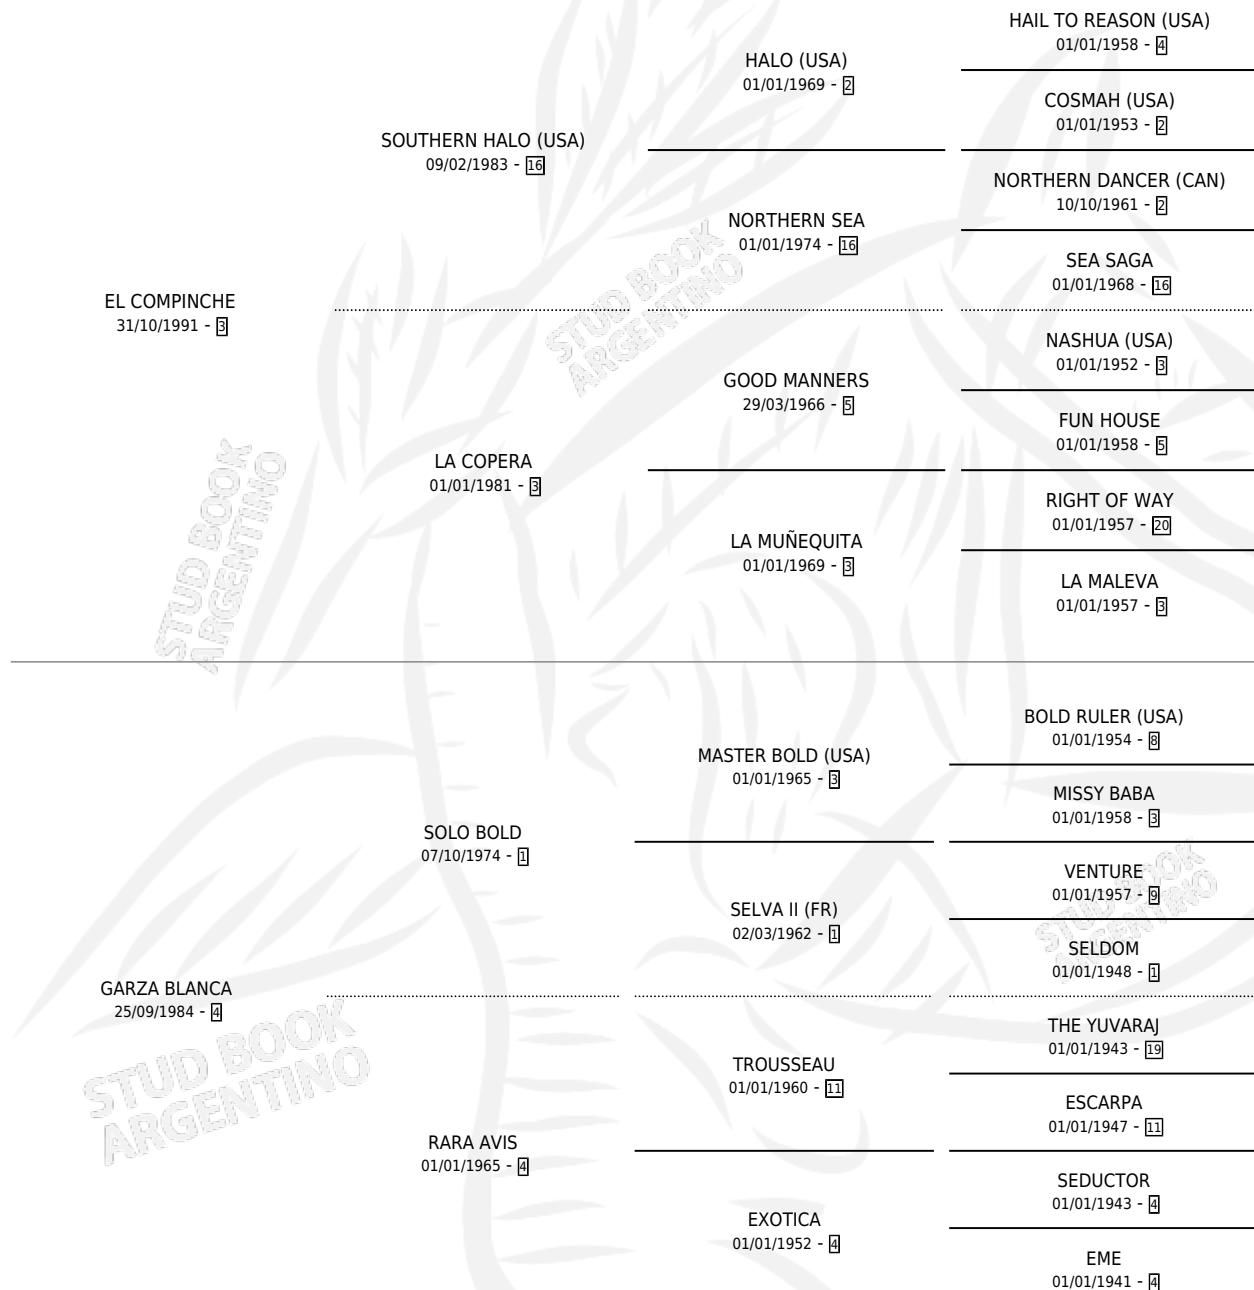 HAIL TO REASON (USA)
01/01/1958 - 4
HALO (USA)
01/01/1969 - 2
COSMAH (USA)
01/01/1953 - 2
SOUTHERN HALO (USA)
09/02/1983 - 16
NORTHERN DANCER (CAN)
10/10/1961 - 2
NORTHERN SEA
01/01/1974 - 16
SEA SAGA
01/01/1968 - 16
EL COMPINCHE
31/10/1991 - 3
STUD BOOK
ARGENTINO
NASHUA (USA)
01/01/1952 - 3
GOOD MANNERS
29/03/1966 - 5
FUN HOUSE
01/01/1958 - 5
LA COPERA
01/01/1981 - 3
RIGHT OF WAY
01/01/1957 - 20
LA MUÑEQUITA
01/01/1969 - 3
LA MALEVA
01/01/1957 - 3
STUD BOOK
ARGENTINO
BOLD RULER (USA)
01/01/1954 - 8
MASTER BOLD (USA)
01/01/1965 - 3
MISSY BABA
01/01/1958 - 3
SOLO BOLD
07/10/1974 - 1
VENTURE
01/01/1957 - 9
SELVA II (FR)
02/03/1962 - 1
SELDOM
01/01/1948 - 1
STUD BOOK
ARGENTINO
GARZA BLANCA
25/09/1984 - 4
THE YUVARAJ
01/01/1943 - 19
TROUSSEAU
01/01/1960 - 11
ESCARPA
01/01/1947 - 11
STUD BOOK
ARGENTINO
RARA AVIS
01/01/1965 - 4
SEDUCTOR
01/01/1943 - 4
EXOTICA
01/01/1952 - 4
EME
01/01/1941 - 4